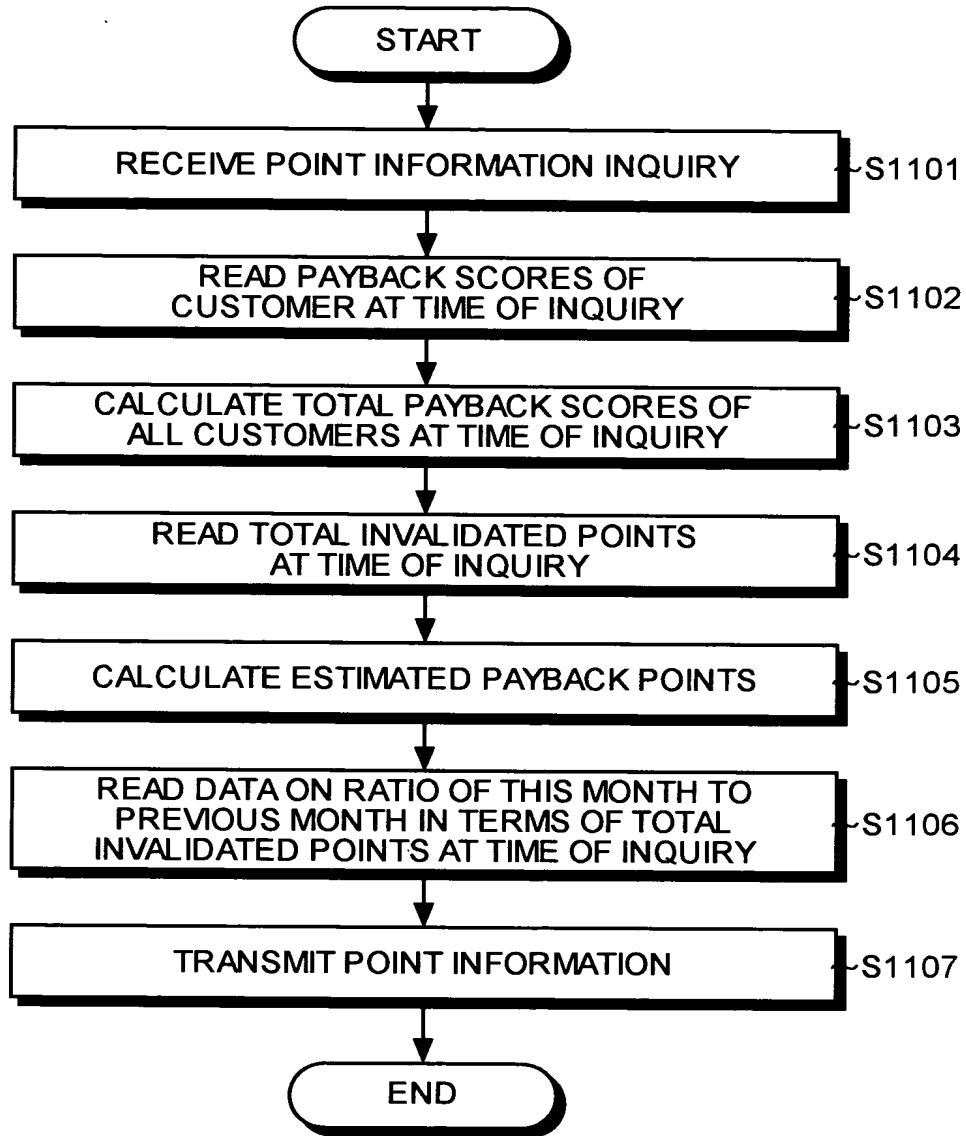 START
RECEIVE POINT INFORMATION INQUIRY
S1101
READ PAYBACK SCORES OF
CUSTOMER AT TIME OF INQUIRY
S1102
CALCULATE TOTAL PAYBACK SCORES OF
ALL CUSTOMERS AT TIME OF INQUIRY
S1103
READ TOTAL INVALIDATED POINTS
AT TIME OF INQUIRY
S1104
CALCULATE ESTIMATED PAYBACK POINTS
S1105
READ DATA ON RATIO OF THIS MONTH TO
PREVIOUS MONTH IN TERMS OF TOTAL
INVALIDATED POINTS AT TIME OF INQUIRY
S1106
TRANSMIT POINT INFORMATION
S1107
END